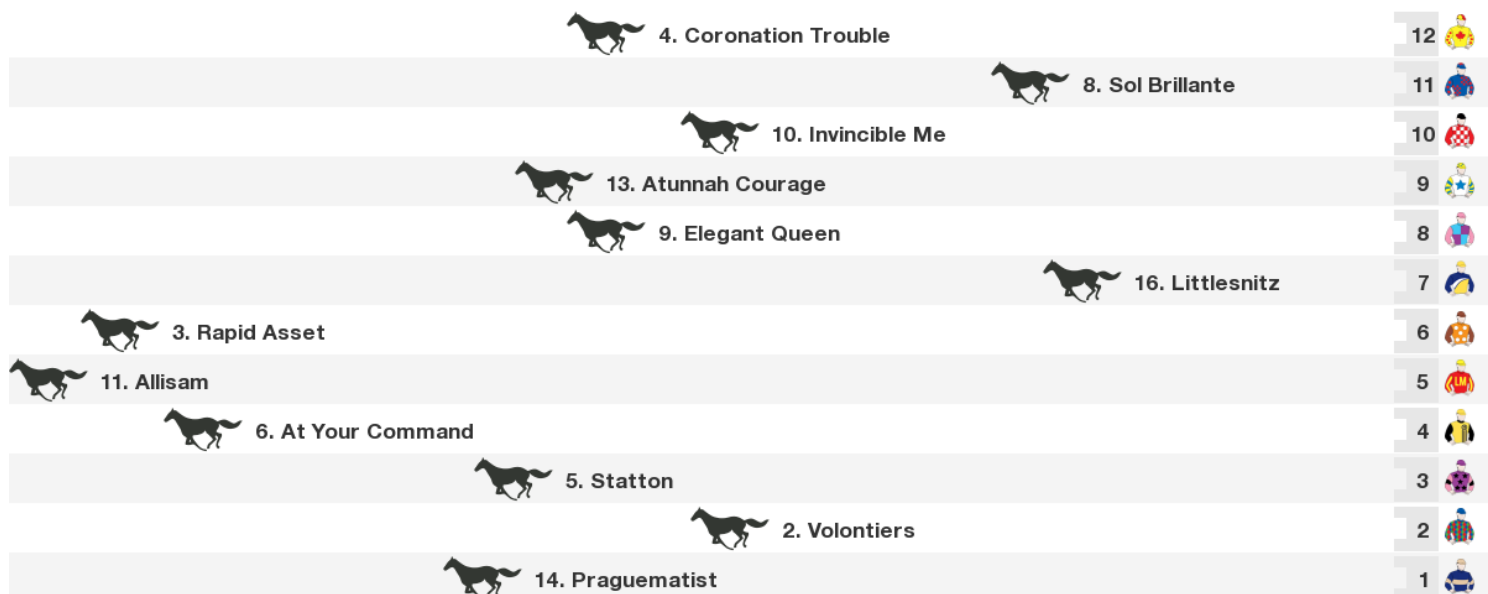 4. Coronation Trouble 12
8. Sol Brillante 11
10. Invincible Me 10
13. Atunnah Courage 9
9. Elegant Queen 8
16. Littlesnitz 7
3. Rapid Asset 6
11. Allisam 5 LM
6. At Your Command 4
5. Statton 3
2. Volontiers 2
14. Praguematist 1